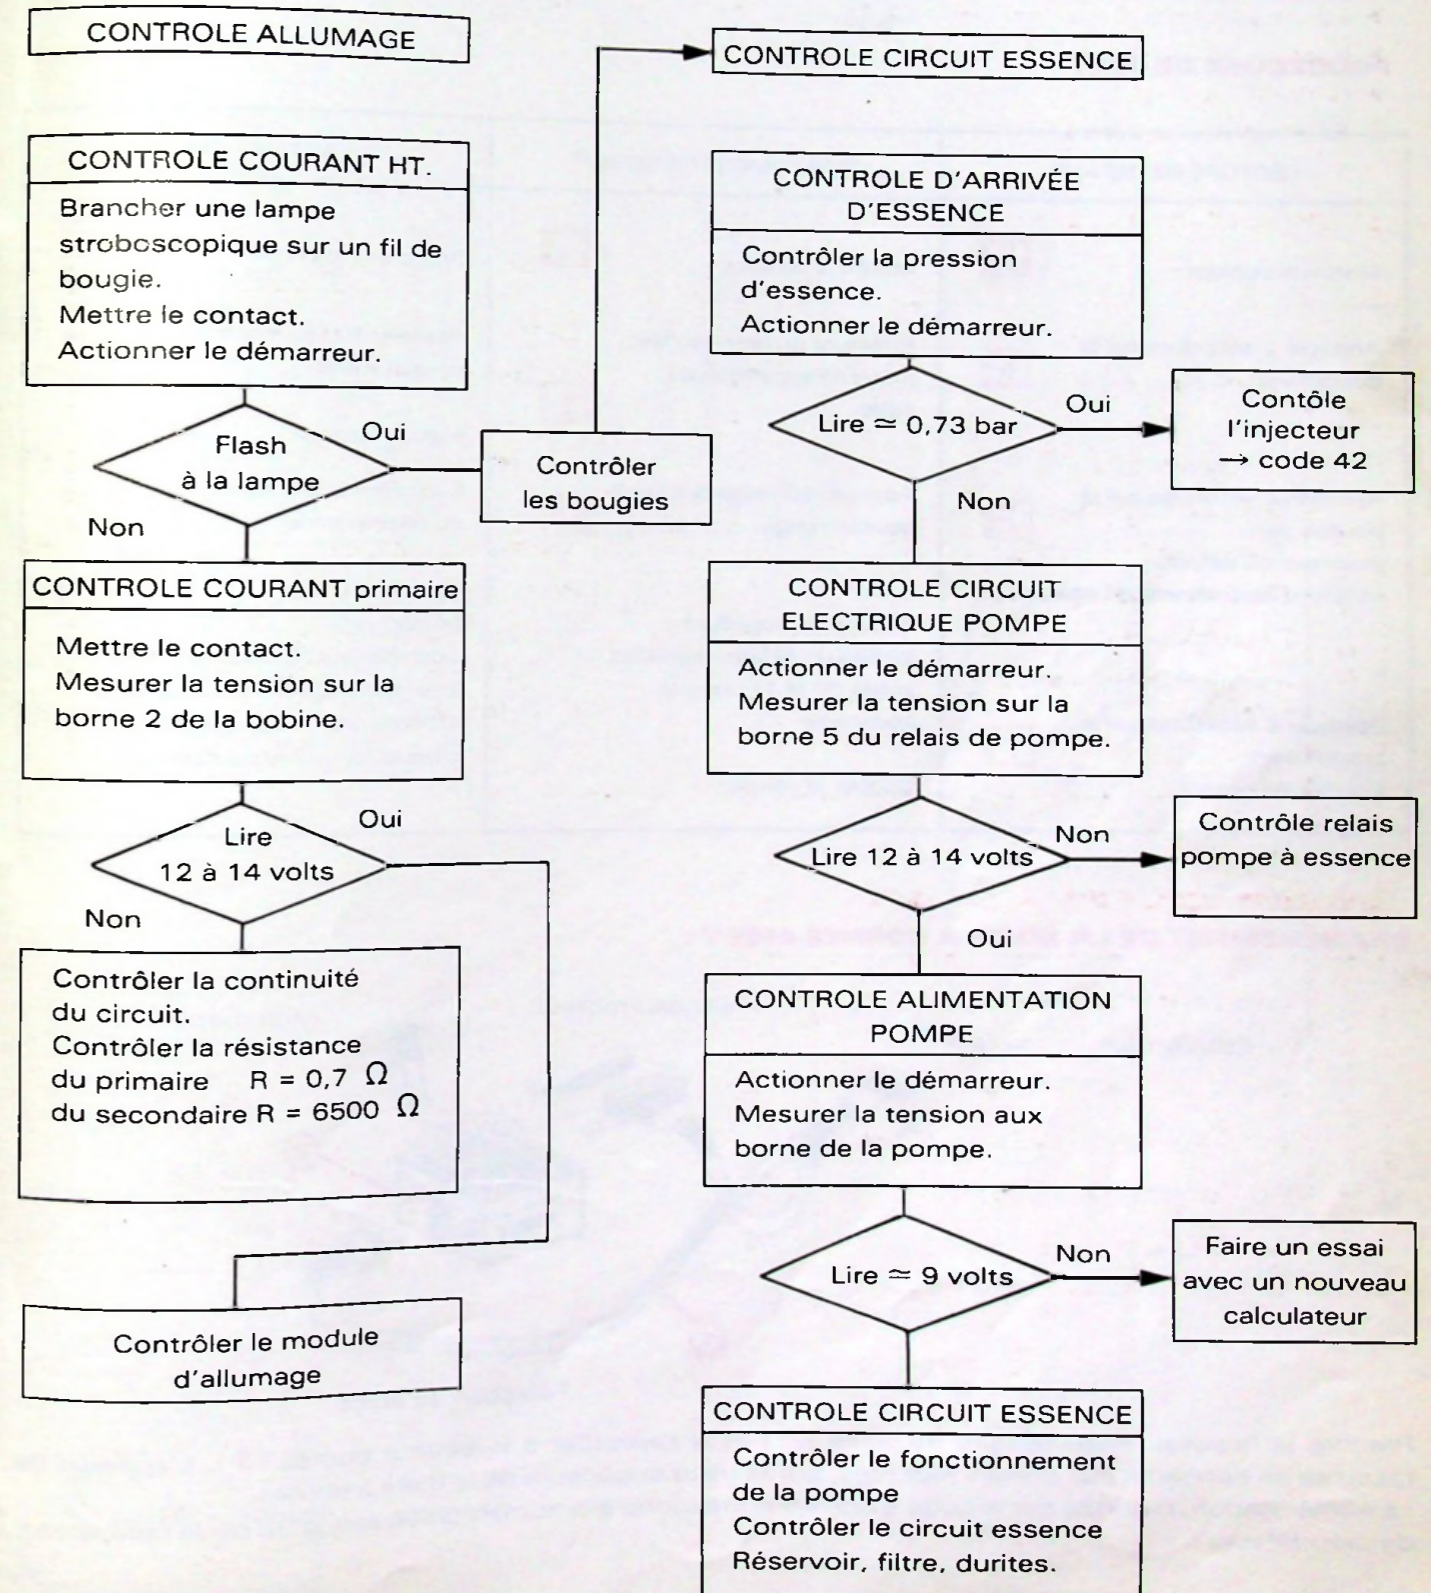 CONTROLE ALLUMAGE
CONTROLE COURANT HT.
Brancher une lampe
stroboscopique sur un fil de
bougie.
Mettre le contact.
Actionner le démarreur.
Flash
à la lampe
Oui
Non
Contrôler
les bougies
CONTROLE COURANT primaire
Mettre le contact.
Mesurer la tension sur la
borne 2 de la bobine.
Lire
12 à 14 volts
Oui
Non
Contrôler la continuité
du circuit.
Contrôler la résistance
du primaire R = 0,7 Ω
du secondaire R = 6500 Ω
Contrôler le module
d'allumage
CONTROLE CIRCUIT ESSENCE
CONTROLE D'ARRIVÉE
D'ESSENCE
Contrôler la pression
d'essence.
Actionner le démarreur.
Lire ≃ 0,73 bar
Oui
Contôle
l'injecteur
→ code 42
Non
CONTROLE CIRCUIT
ELECTRIQUE POMPE
Actionner le démarreur.
Mesurer la tension sur la
borne 5 du relais de pompe.
Lire 12 à 14 volts
Non
Contrôle relais
pompe à essence
Oui
CONTROLE ALIMENTATION
POMPE
Actionner le démarreur.
Mesurer la tension aux
borne de la pompe.
Lire ≃ 9 volts
Non
Faire un essai
avec un nouveau
calculateur
CONTROLE CIRCUIT ESSENCE
Contrôler le fonctionnement
de la pompe
Contrôler le circuit essence
Réservoir, filtre, durites.